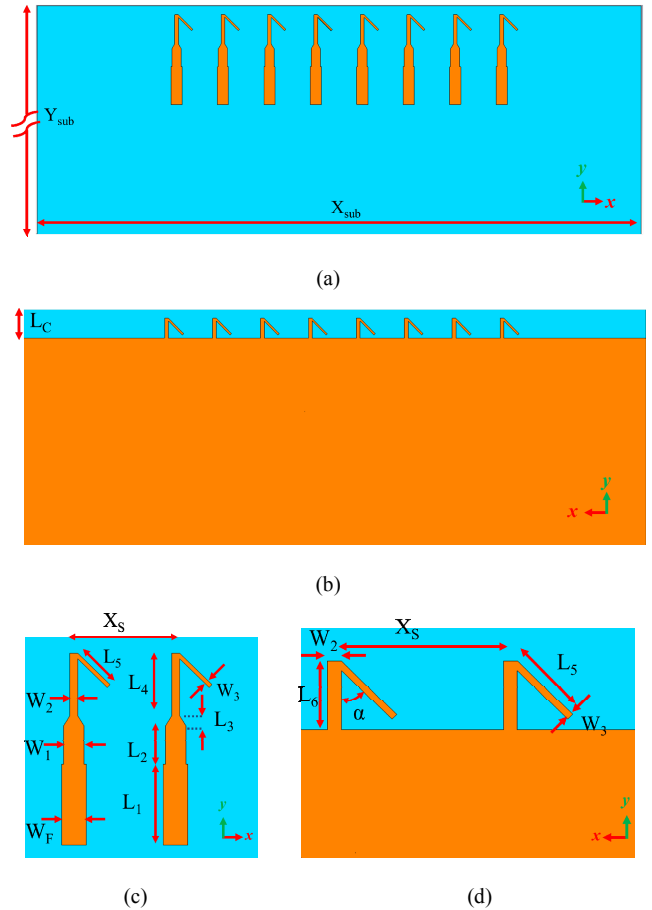 Y_sub
y
x
X_sub
(a)
L_C
y
x
(b)
X_S
L_5
L_4
W_2
W_3
L_3
L_2
W_1
L_1
W_F
y
x
(c)
W_2
X_S
L_5
L_6
α
W_3
y
x
(d)